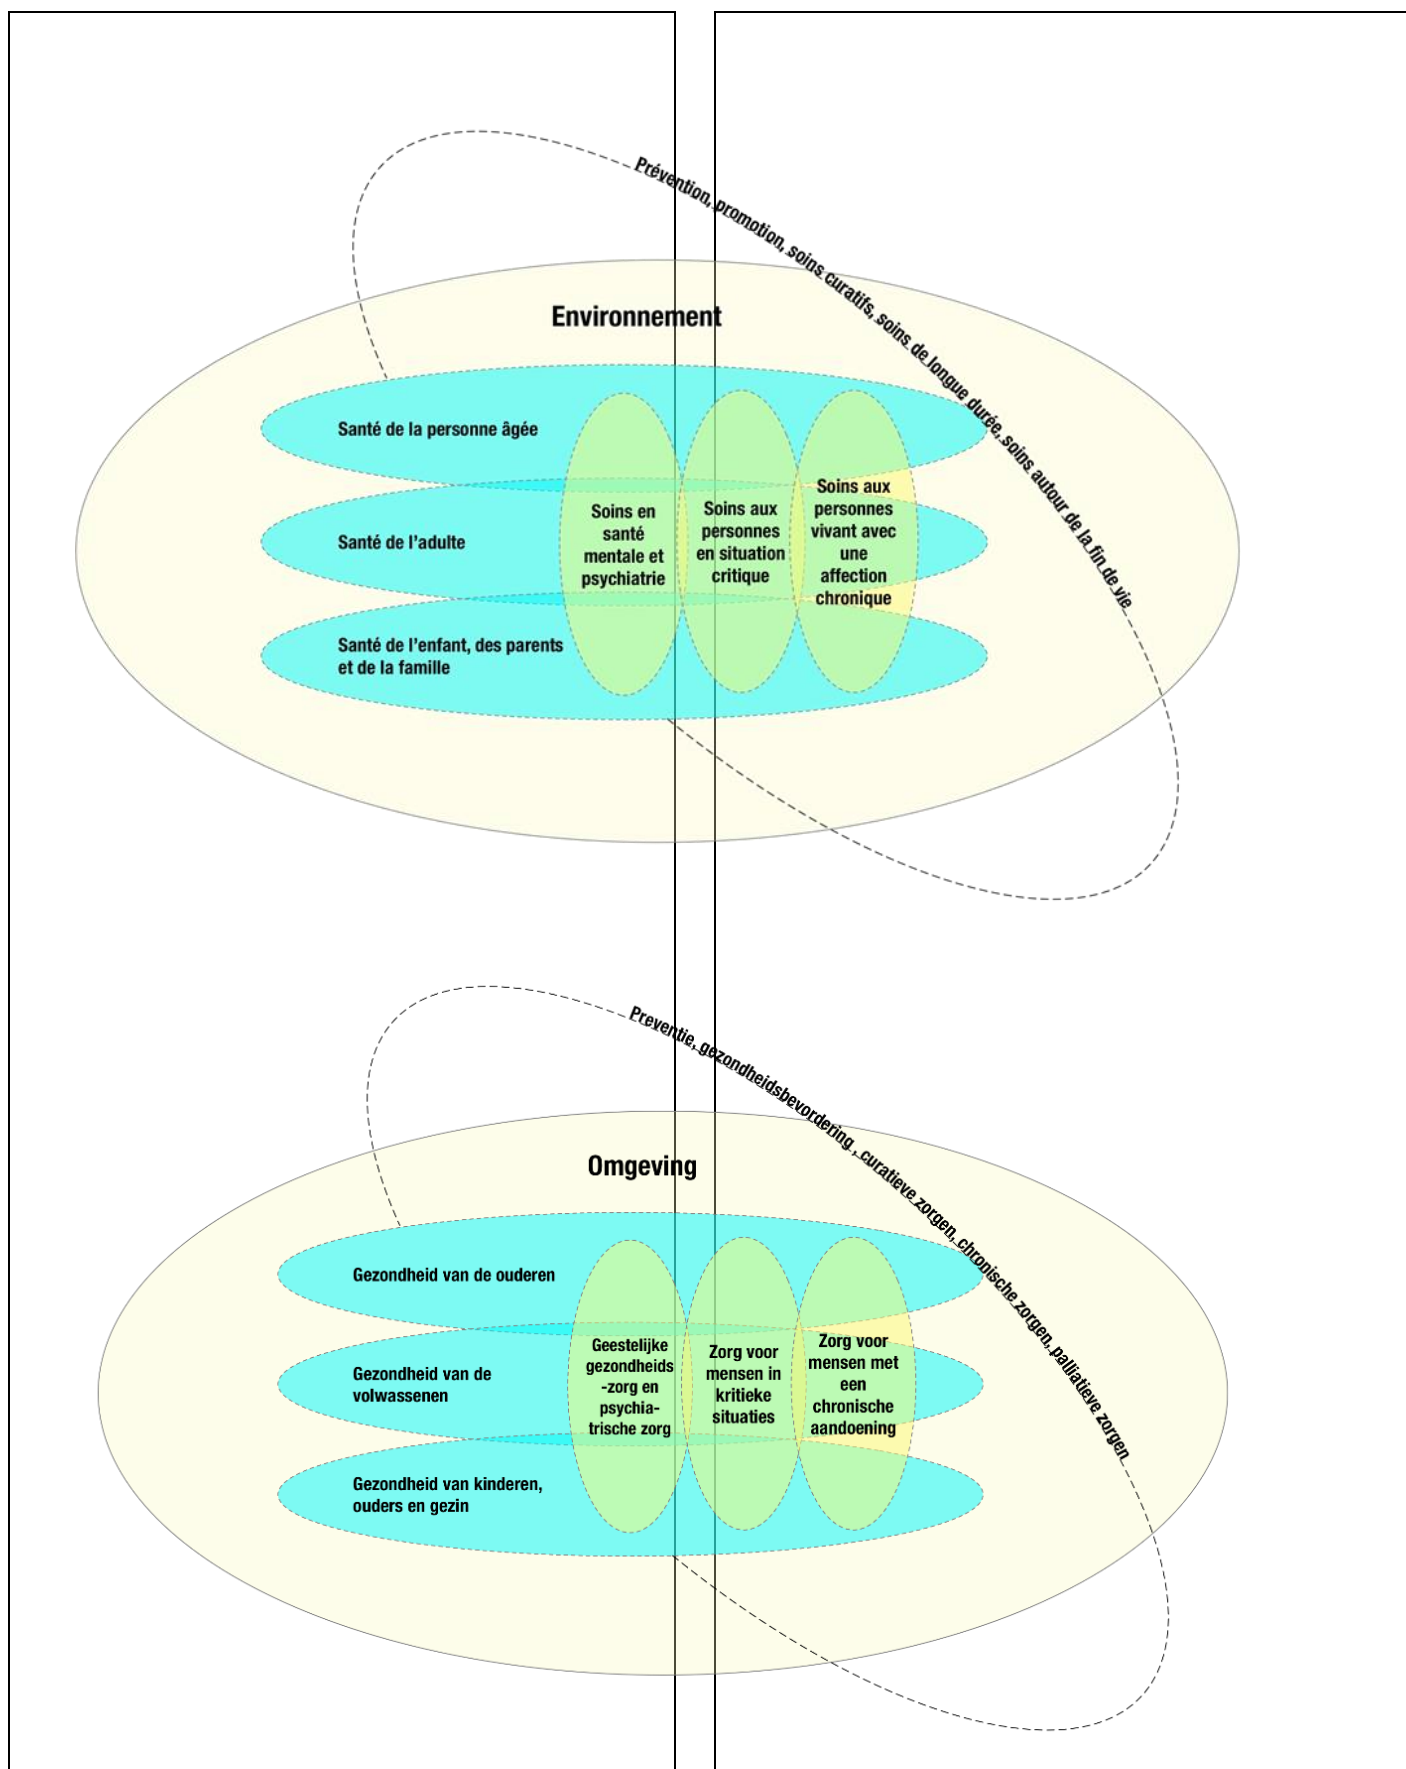 Prévention, promotion, soins curatifs, soins de longue durée, soins autour de la fin de vie
Environnement
Santé de la personne âgée
Santé de l'adulte
Santé de l'enfant, des parents
et de la famille
Soins en
santé
mentale et
psychiatrie
Soins aux
personnes
en situation
critique
Soins aux
personnes
vivant avec
une
affection
chronique
Preventie, gezondheidsbevordering , curatieve zorgen, chronische zorgen, palliatieve zorgen
Omgeving
Gezondheid van de ouderen
Gezondheid van de
volwassenen
Gezondheid van kinderen,
ouders en gezin
Geestelijke
gezondheids
-zorg en
psychia-
trische zorg
Zorg voor
mensen in
kritieke
situaties
Zorg voor
mensen met
een
chronische
aandoening